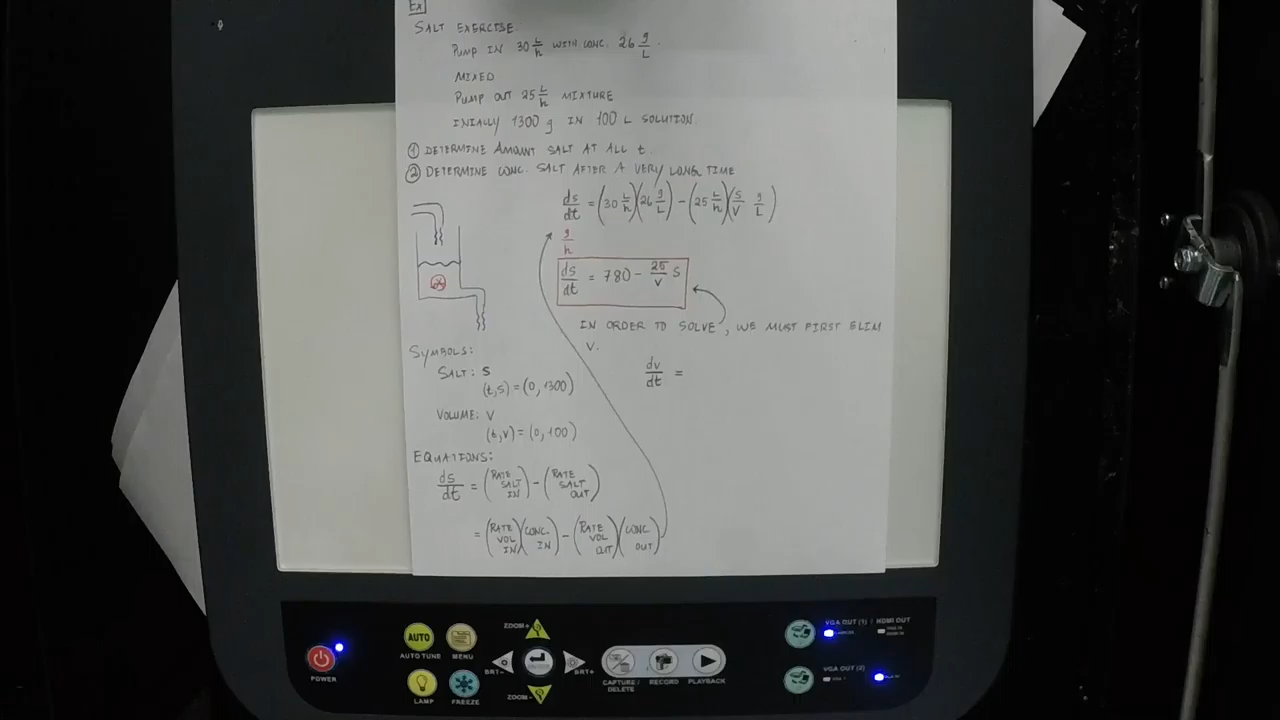 Ex
SALT EXERCISE.
PUMP IN 30 L/h WITH CONC. 26 g/L.
MIXED
PUMP OUT 25 L/h MIXTURE
INIALLY 1300 g IN 100 L SOLUTION.
① DETERMINE AMOUNT SALT AT ALL t.
② DETERMINE CONC. SALT AFTER A VERY LONG TIME
ds/dt = (30 L/h)(26 g/L) - (25 L/h)(S/V g/L)
g/h
ds/dt = 780 - 25/V S
IN ORDER TO SOLVE, WE MUST FIRST ELIM
V.
dv/dt =
SYMBOLS:
SALT: S
(t,S) = (0, 1300)
VOLUME: V
(t,V) = (0, 100)
EQUATIONS:
ds/dt = (RATE SALT IN) - (RATE SALT OUT)
= (RATE VOL IN)(CONC. IN) - (RATE VOL OUT)(CONC OUT)
ZOOM+
AUTO
AUTO TUNE
MENU
BRT-
BRT+
POWER
LAMP
FREEZE
ZOOM-
CAPTURE / DELETE
RECORD
PLAYBACK
VGA OUT (1) / HDMI OUT
VGA OUT (2)